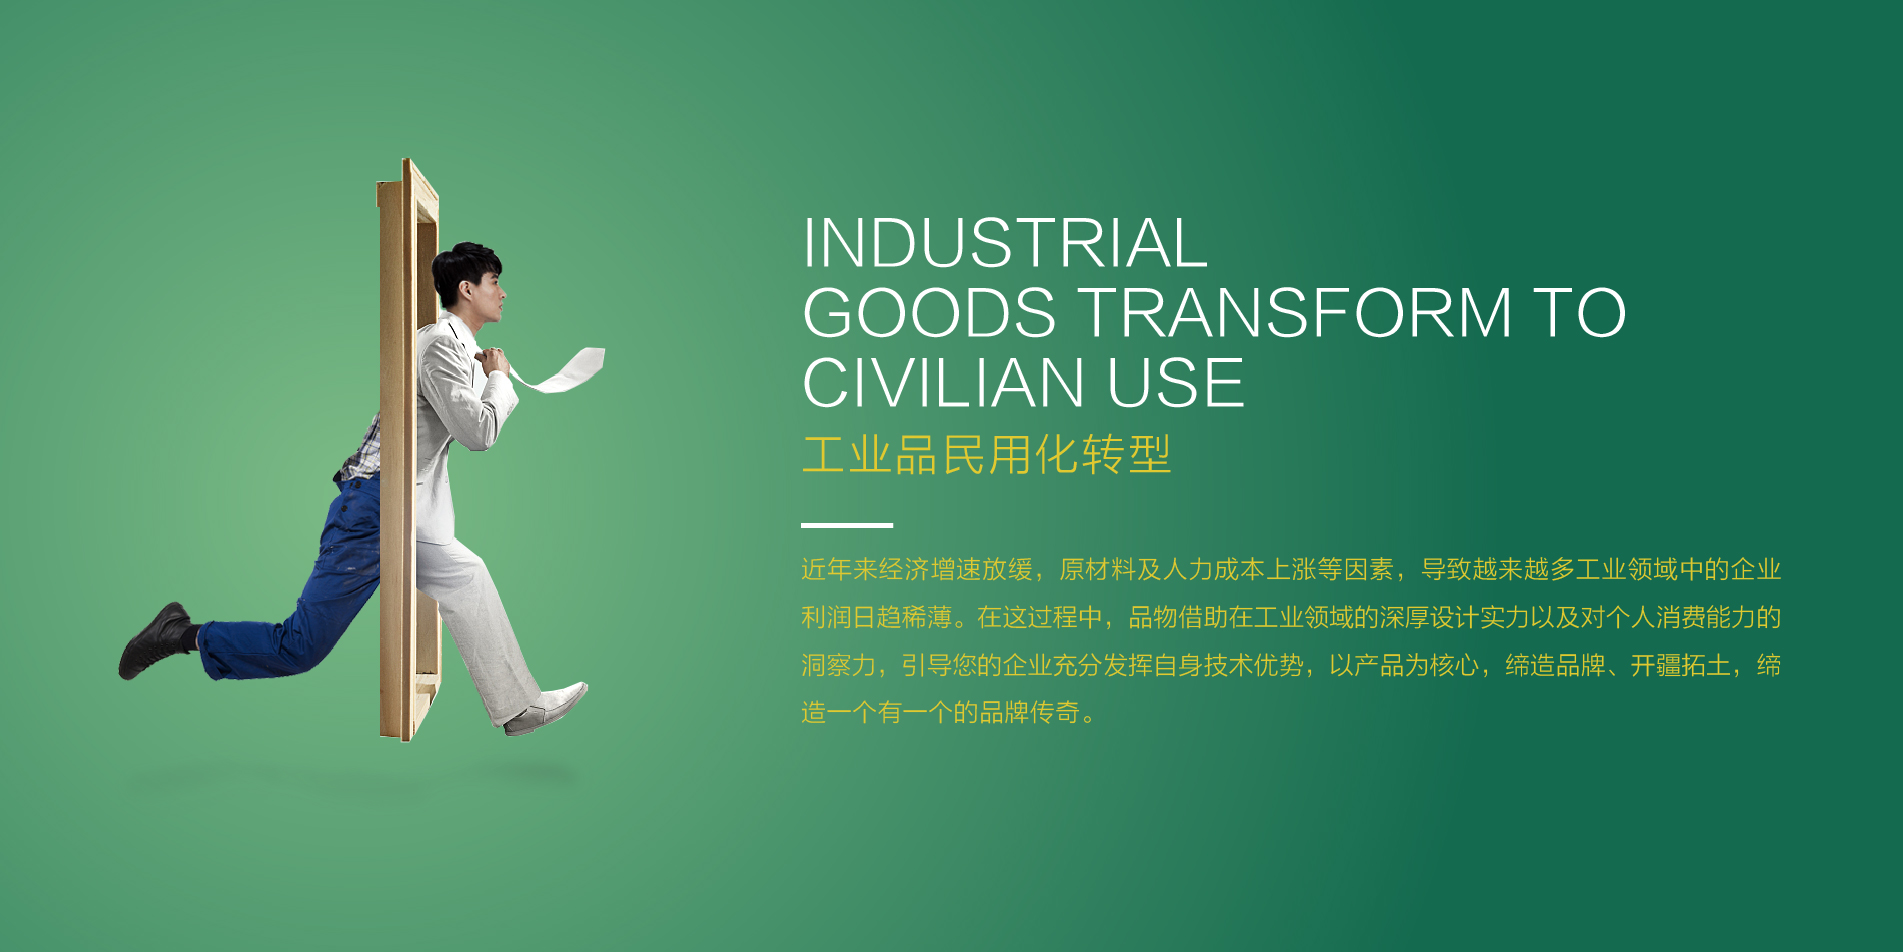 INDUSTRIAL
GOODS TRANSFORM TO
CIVILIAN USE
工业品民用化转型
近年来经济增速放缓，原材料及人力成本上涨等因素，导致越来越多工业领域中的企业
利润日趋稀薄。在这过程中，品物借助在工业领域的深厚设计实力以及对个人消费能力的
洞察力，引导您的企业充分发挥自身技术优势，以产品为核心，缔造品牌、开疆拓土，缔
造一个有一个的品牌传奇。